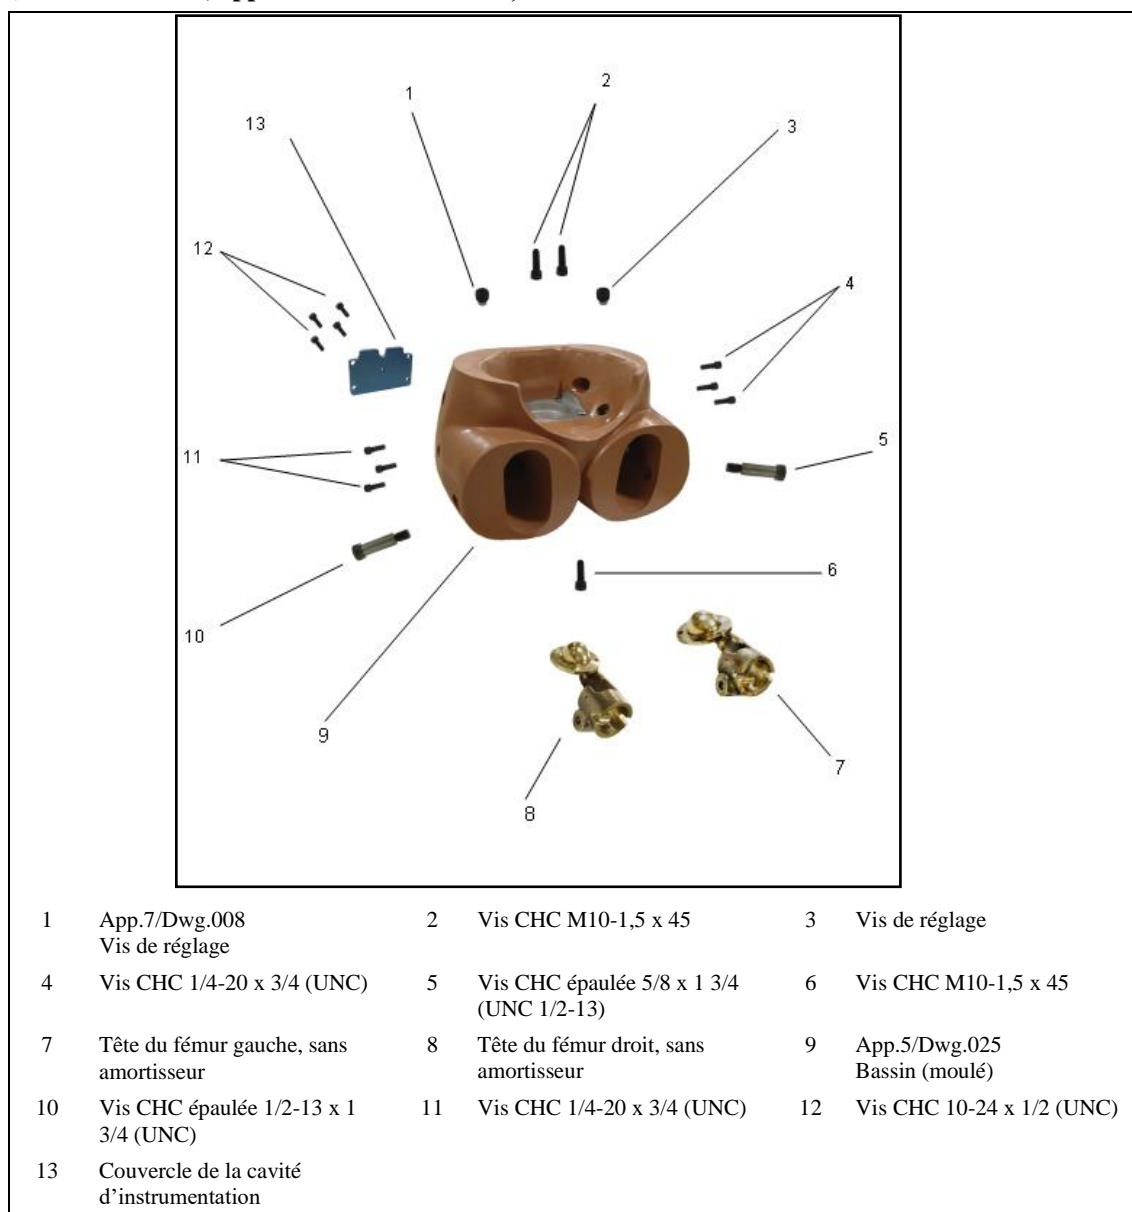 1
2
3
13
12
4
5
11
6
10
9
7
8
1 App.7/Dwg.008
Vis de réglage
2 Vis CHC M10-1,5 x 45
3 Vis de réglage
4 Vis CHC 1/4-20 x 3/4 (UNC)
5 Vis CHC épaulée 5/8 x 1 3/4
(UNC 1/2-13)
6 Vis CHC M10-1,5 x 45
7 Tête du fémur gauche, sans
amortisseur
8 Tête du fémur droit, sans
amortisseur
9 App.5/Dwg.025
Bassin (moulé)
10 Vis CHC épaulée 1/2-13 x 1
3/4 (UNC)
11 Vis CHC 1/4-20 x 3/4 (UNC)
12 Vis CHC 10-24 x 1/2 (UNC)
13 Couvercle de la cavité
d’instrumentation